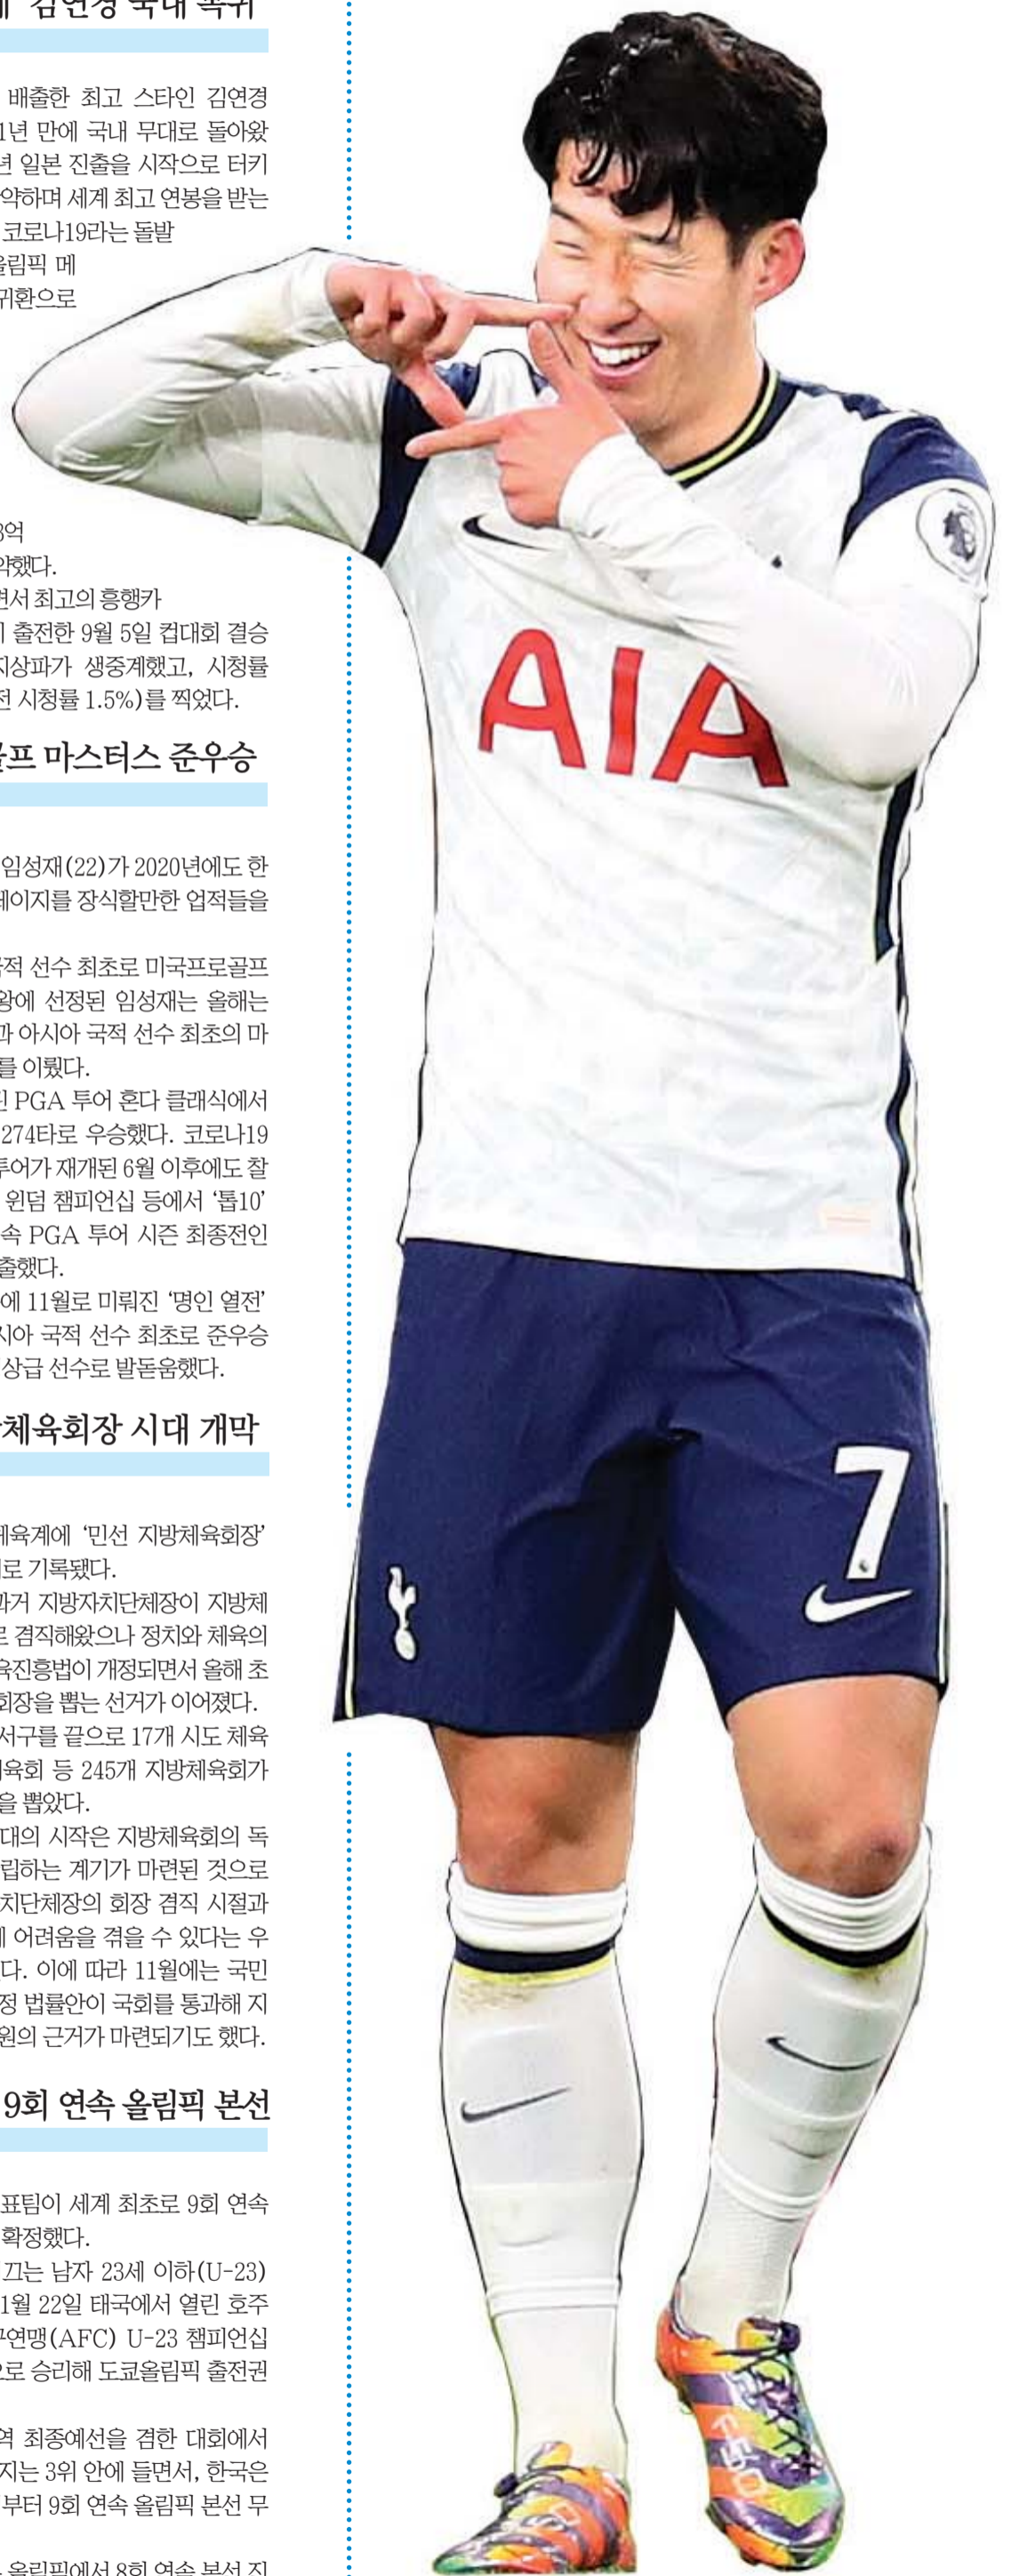 김연경 국내 복귀
배출한 최고 스타인 김연경
1년 만에 국내 무대로 돌아왔
년 일본 진출을 시작으로 터키
약하며 세계 최고 연봉을 받는
코로나19라는 돌발
올림픽 메
귀환으로
3억
약했다.
면서 최고의 흥행카
이 출전한 9월 5일 컵대회 결승
지상파가 생중계했고, 시청률
전 시청률 1.5%)를 찍었다.
골프 마스터스 준우승
임성재(22)가 2020년에도 한
페이지를 장식할만한 업적들을
국적 선수 최초로 미국프로골프
왕에 선정된 임성재는 올해는
과 아시아 국적 선수 최초의 마
를 이뤘다.
린 PGA 투어 혼다 클래식에서
274타로 우승했다. 코로나19
투어가 재개된 6월 이후에도 찰
윈덤 챔피언십 등에서 ‘톱10’
속 PGA 투어 시즌 최종전인
출했다.
에 11월로 미뤄진 ‘명인 열전’
시아 국적 선수 최초로 준우승
상급 선수로 발돋움했다.
체육회장 시대 개막
체육계에 ‘민선 지방체육회장’
로 기록됐다.
과거 지방자치단체장이 지방체
로 겸직해왔으나 정치와 체육의
육진흥법이 개정되면서 올해 초
회장을 뽑는 선거가 이어졌다.
서구를 끝으로 17개 시도 체육
체육회 등 245개 지방체육회가
을 뽑았다.
대의 시작은 지방체육회의 독
립하는 계기가 마련된 것으로
치단체장의 회장 겸직 시절과
에 어려움을 겪을 수 있다는 우
다. 이에 따라 11월에는 국민
정 법률안이 국회를 통과해 지
원의 근거가 마련되기도 했다.
9회 연속 올림픽 본선
표팀이 세계 최초로 9회 연속
확정했다.
끄는 남자 23세 이하(U-23)
1월 22일 태국에서 열린 호주
구연맹(AFC) U-23 챔피언십
으로 승리해 도쿄올림픽 출전권
역 최종예선을 겸한 대회에서
지는 3위 안에 들면서, 한국은
부터 9회 연속 올림픽 본선 무
올림픽에서 8회 연속 본선 진
AIA
7